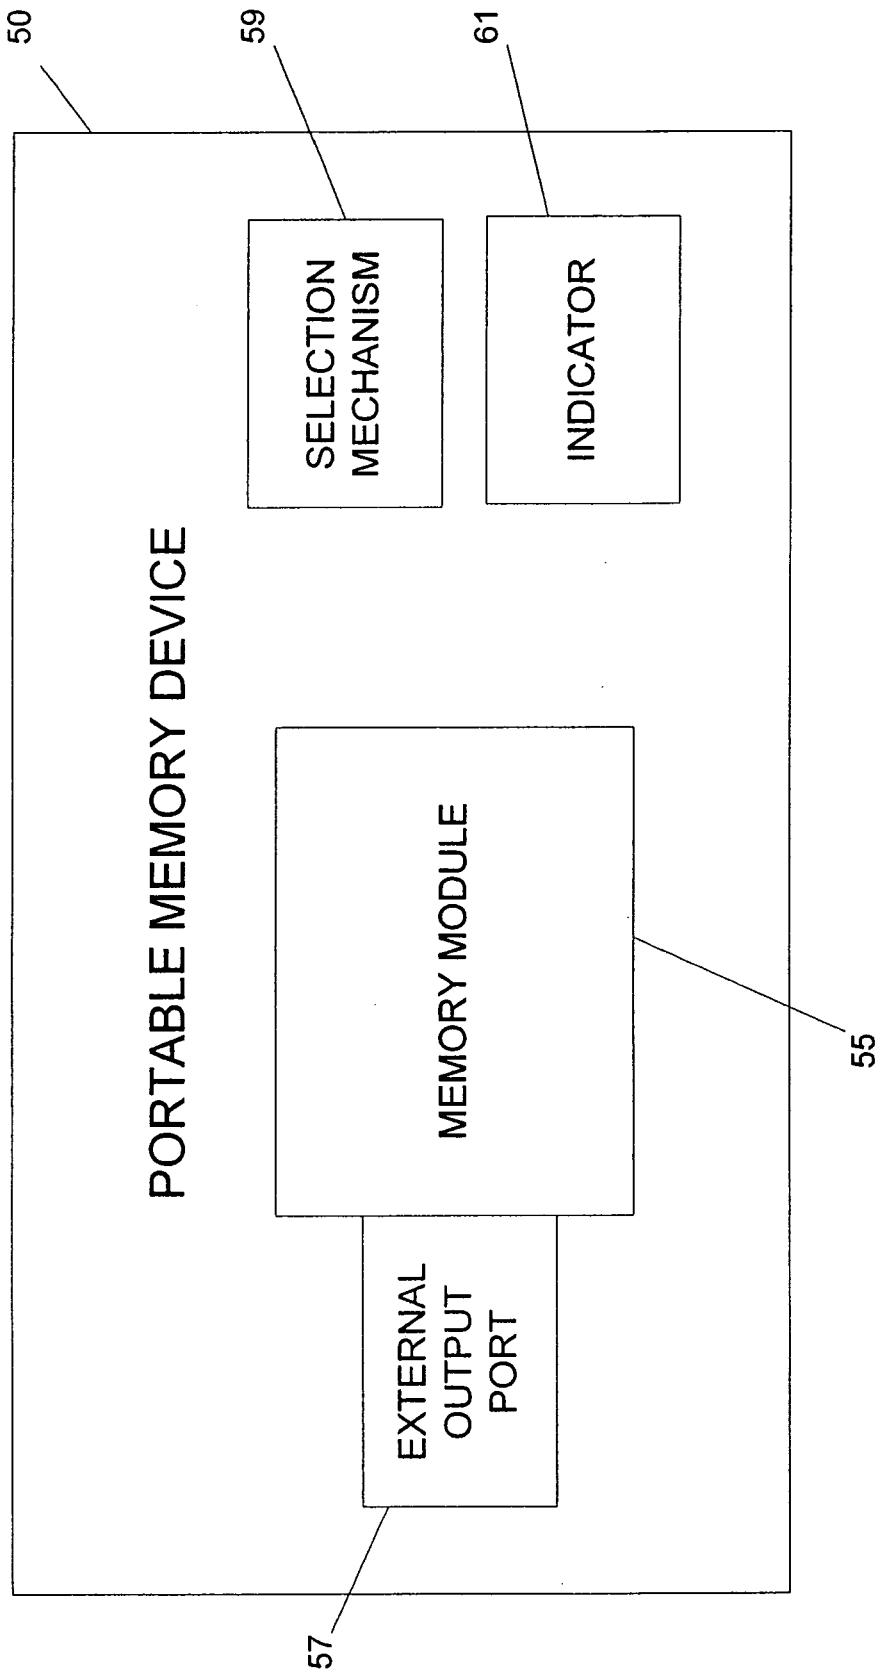 50
PORTABLE MEMORY DEVICE
SELECTION
MECHANISM
59
INDICATOR
61
MEMORY MODULE
55
EXTERNAL
OUTPUT
PORT
57